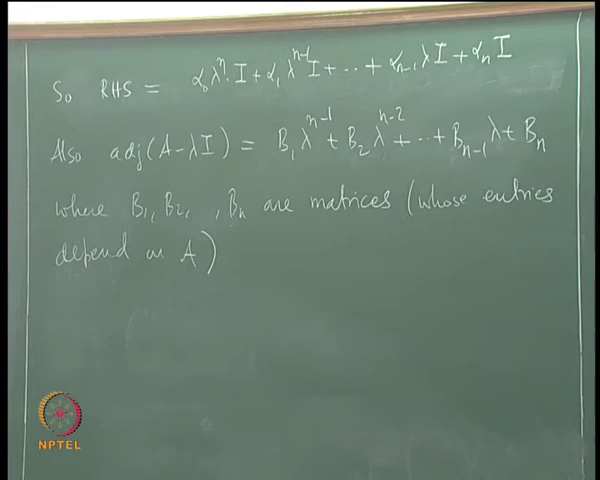 So RHS = α₀λⁿ·I + α₁λⁿ⁻¹I + ·· + αₙ₋₁λI + αₙI
Also adj(A-λI) = B₁λⁿ⁻¹ + B₂λⁿ⁻² + ·· + Bₙ₋₁λ + Bₙ
where B₁, B₂, , Bₙ are matrices (whose entries
depend on A)
NPTEL